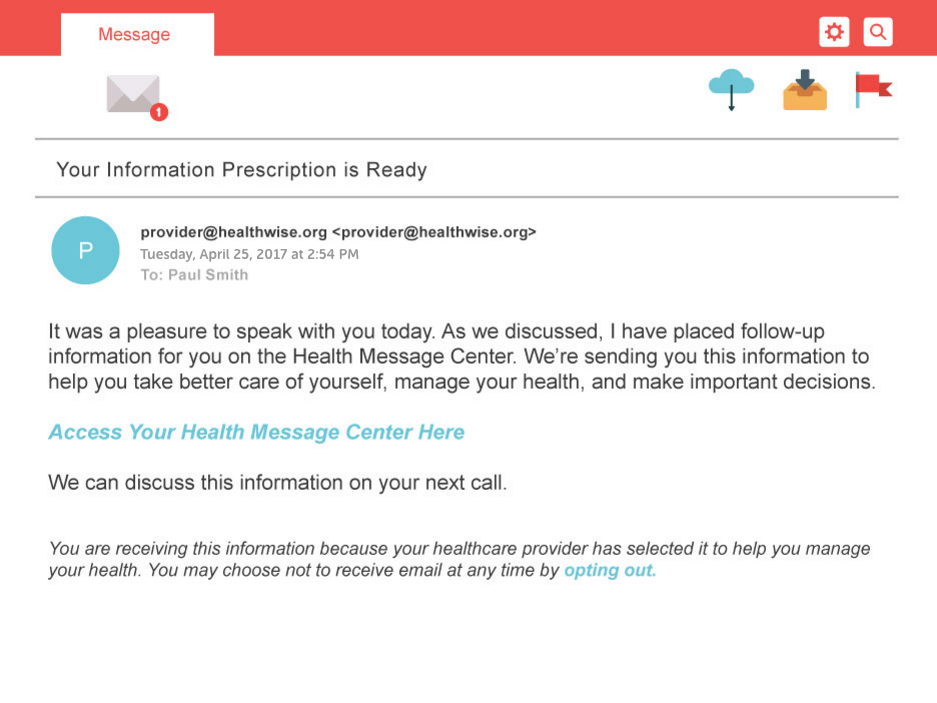 Message
1
Your Information Prescription is Ready
P
provider@healthwise.org <provider@healthwise.org>
Tuesday, April 25, 2017 at 2:54 PM
To: Paul Smith
It was a pleasure to speak with you today. As we discussed, I have placed follow-up
information for you on the Health Message Center. We’re sending you this information to
help you take better care of yourself, manage your health, and make important decisions.
Access Your Health Message Center Here
We can discuss this information on your next call.
You are receiving this information because your healthcare provider has selected it to help you manage
your health. You may choose not to receive email at any time by opting out.